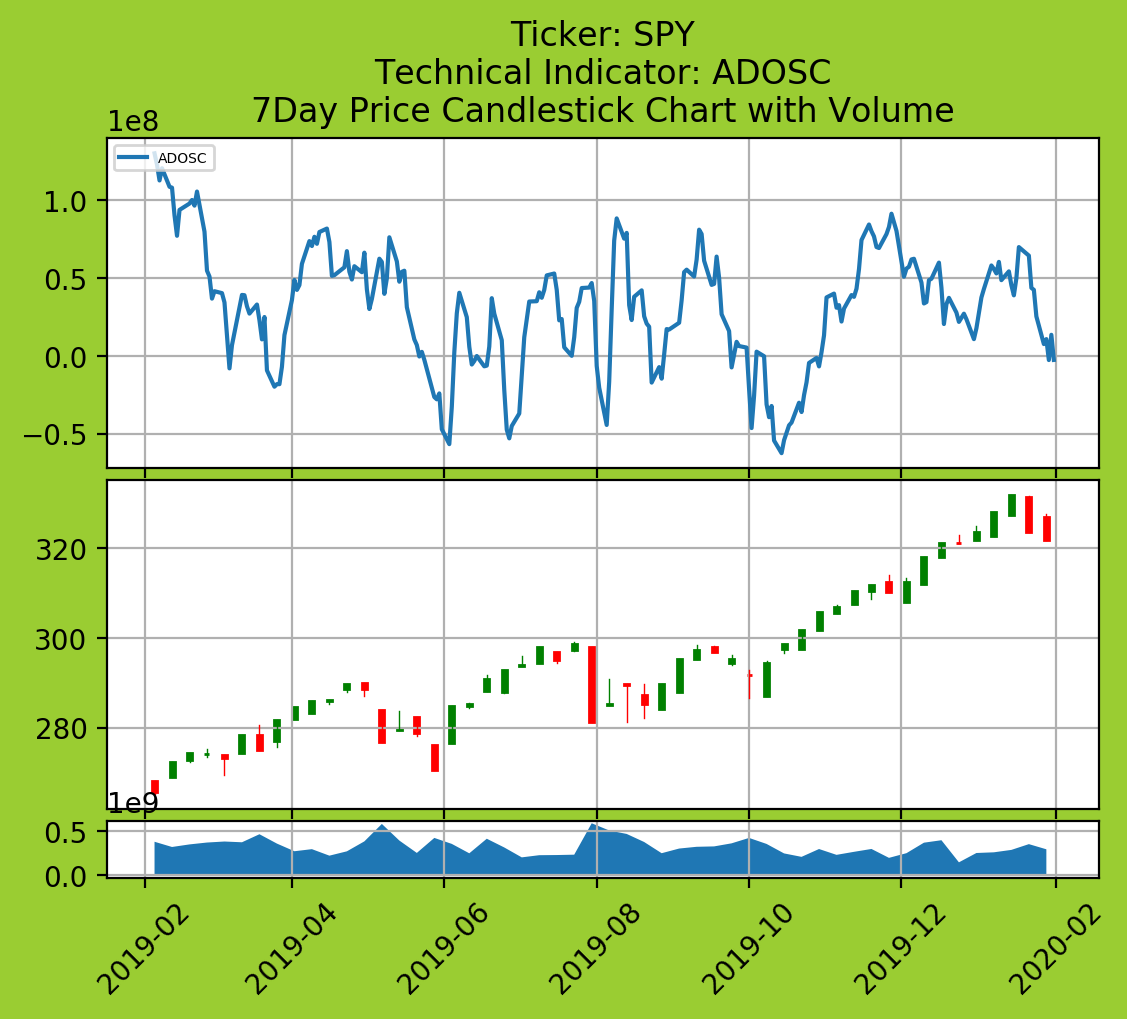 Ticker: SPY
Technical Indicator: ADOSC
7Day Price Candlestick Chart with Volume
1e8
ADOSC
1.0
0.5
0.0
−0.5
320
300
280
1e9
0.5
0.0
2019-02
2019-04
2019-06
2019-08
2019-10
2019-12
2020-02